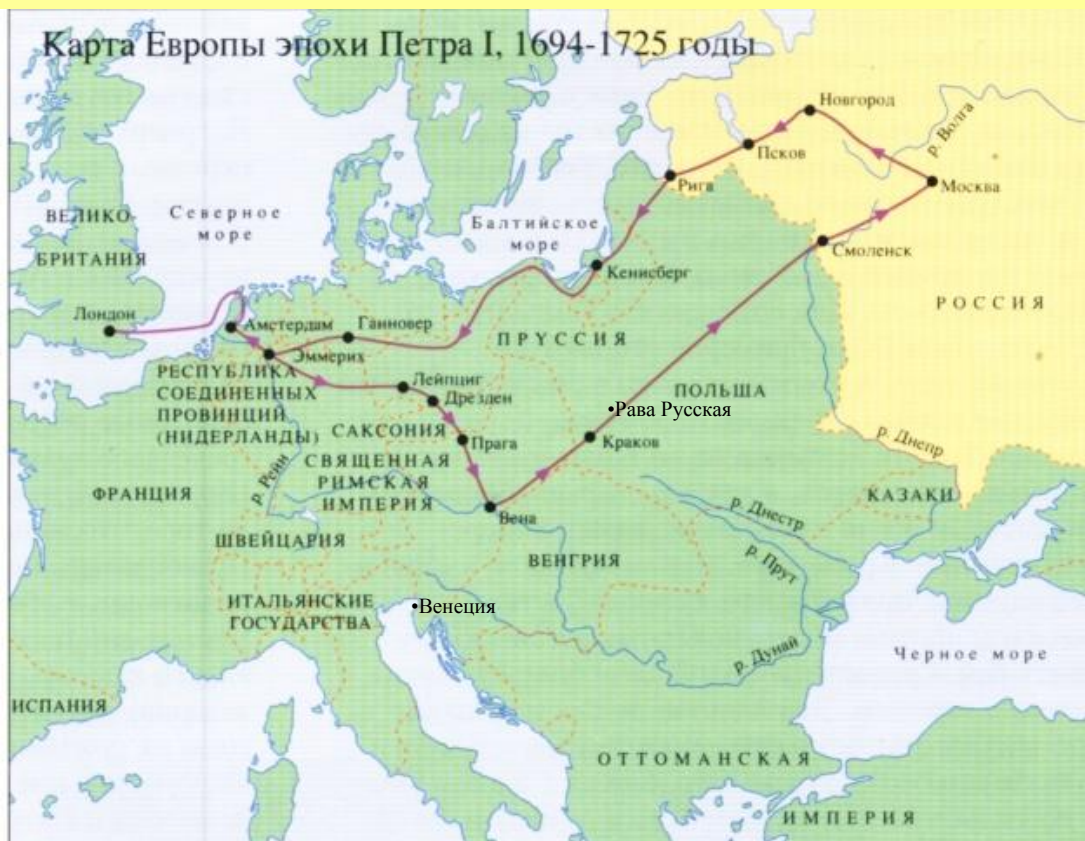 Карта Европы эпохи Петра I, 1694-1725 годы
Новгород
р. Волга
Псков
Рига
Москва
ВЕЛИКО-
БРИТАНИЯ
Северное
море
Балтийское
море
Смоленск
Кенисберг
РОССИЯ
Лондон
Амстердам
Ганновер
ПРУССИЯ
Эммерих
РЕСПУБЛИКА
СОЕДИНЕННЫХ
ПРОВИНЦИЙ
(НИДЕРЛАНДЫ)
Лейпциг
Дрезден
ПОЛЬША
•Рава Русская
САКСОНИЯ
Прага
Краков
р. Днепр
СВЯЩЕННАЯ
РИМСКАЯ
ИМПЕРИЯ
р. Рейн
ФРАНЦИЯ
КАЗАКИ
Вена
р. Днестр
ШВЕЙЦАРИЯ
ВЕНГРИЯ
р. Прут
ИТАЛЬЯНСКИЕ
ГОСУДАРСТВА
•Венеция
р. Дунай
Черное море
ИСПАНИЯ
ОТТОМАНСКАЯ
ИМПЕРИЯ